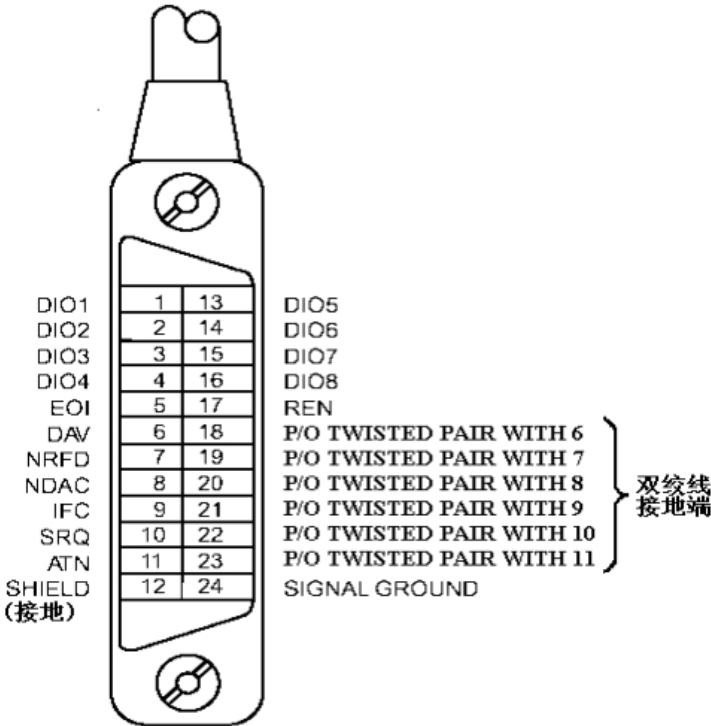 DIO1 1 13 DIO5
DIO2 2 14 DIO6
DIO3 3 15 DIO7
DIO4 4 16 DIO8
EOI 5 17 REN
DAV 6 18 P/O TWISTED PAIR WITH 6
NRFD 7 19 P/O TWISTED PAIR WITH 7
NDAC 8 20 P/O TWISTED PAIR WITH 8
IFC 9 21 P/O TWISTED PAIR WITH 9
SRQ 10 22 P/O TWISTED PAIR WITH 10
ATN 11 23 P/O TWISTED PAIR WITH 11
双绞线
接地端
SHIELD 12 24 SIGNAL GROUND
(接地)